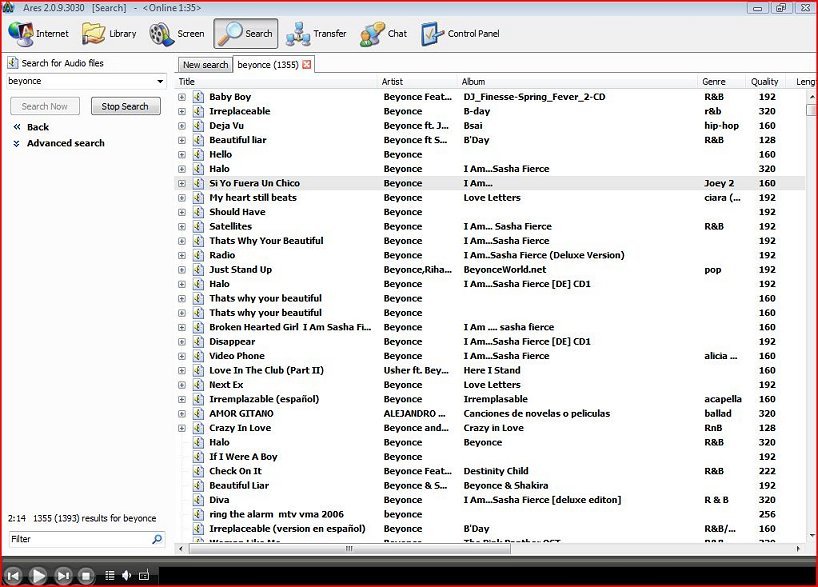 Ares 2.0.9.3030 [Search] - <Online 1:35>
Internet Library Screen Search Transfer Chat Control Panel
Search for Audio files
beyonce
Search Now Stop Search
Back
Advanced search
2:14 1355 (1393) results for beyonce
Filter
New search beyonce (1355)
Title Artist Album Genre Quality Leng
Baby Boy Beyonce Feat... DJ_Finesse-Spring_Fever_2-CD R&B 192
Irreplaceable Beyonce B-day r&b 320
Deja Vu Beyonce ft. J... Bsai hip-hop 160
Beautiful liar Beyonce ft S... B'Day R&B 128
Hello Beyonce 160
Halo Beyonce I Am...Sasha Fierce 320
Si Yo Fuera Un Chico Beyonce I Am... Joey 2 160
My heart still beats Beyonce Love Letters ciara (... 192
Should Have Beyonce 192
Satellites Beyonce I Am... Sasha Fierce R&B 192
Thats Why Your Beautiful Beyonce I Am...Sasha Fierce 192
Radio Beyonce I Am..Sasha Fierce (Deluxe Version) 192
Just Stand Up Beyonce,Riha... BeyonceWorld.net pop 192
Halo Beyonce I Am...Sasha Fierce [DE] CD1 192
Thats why your beautiful Beyonce 160
Thats why your beautiful Beyonce 160
Broken Hearted Girl I Am Sasha Fi... Beyonce I Am .... sasha fierce 160
Disappear Beyonce I Am...Sasha Fierce [DE] CD1 192
Video Phone Beyonce I Am...Sasha Fierce alicia ... 160
Love In The Club (Part II) Usher ft. Bey... Here I Stand 160
Next Ex Beyonce Love Letters 192
Irremplazable (español) Beyonce Irremplasable acapella 160
AMOR GITANO ALEJANDRO ... Canciones de novelas o peliculas ballad 320
Crazy In Love Beyonce and... Crazy in Love RnB 128
Halo Beyonce Beyonce R&B 320
If I Were A Boy Beyonce 192
Check On It Beyonce Feat... Destinity Child R&B 222
Beautiful Liar Beyonce & S... Beyonce & Shakira 192
Diva Beyonce I Am...Sasha Fierce [deluxe editon] R & B 320
ring the alarm mtv vma 2006 beyonce 256
Irreplaceable (version en español) Beyonce B'Day R&B/... 160